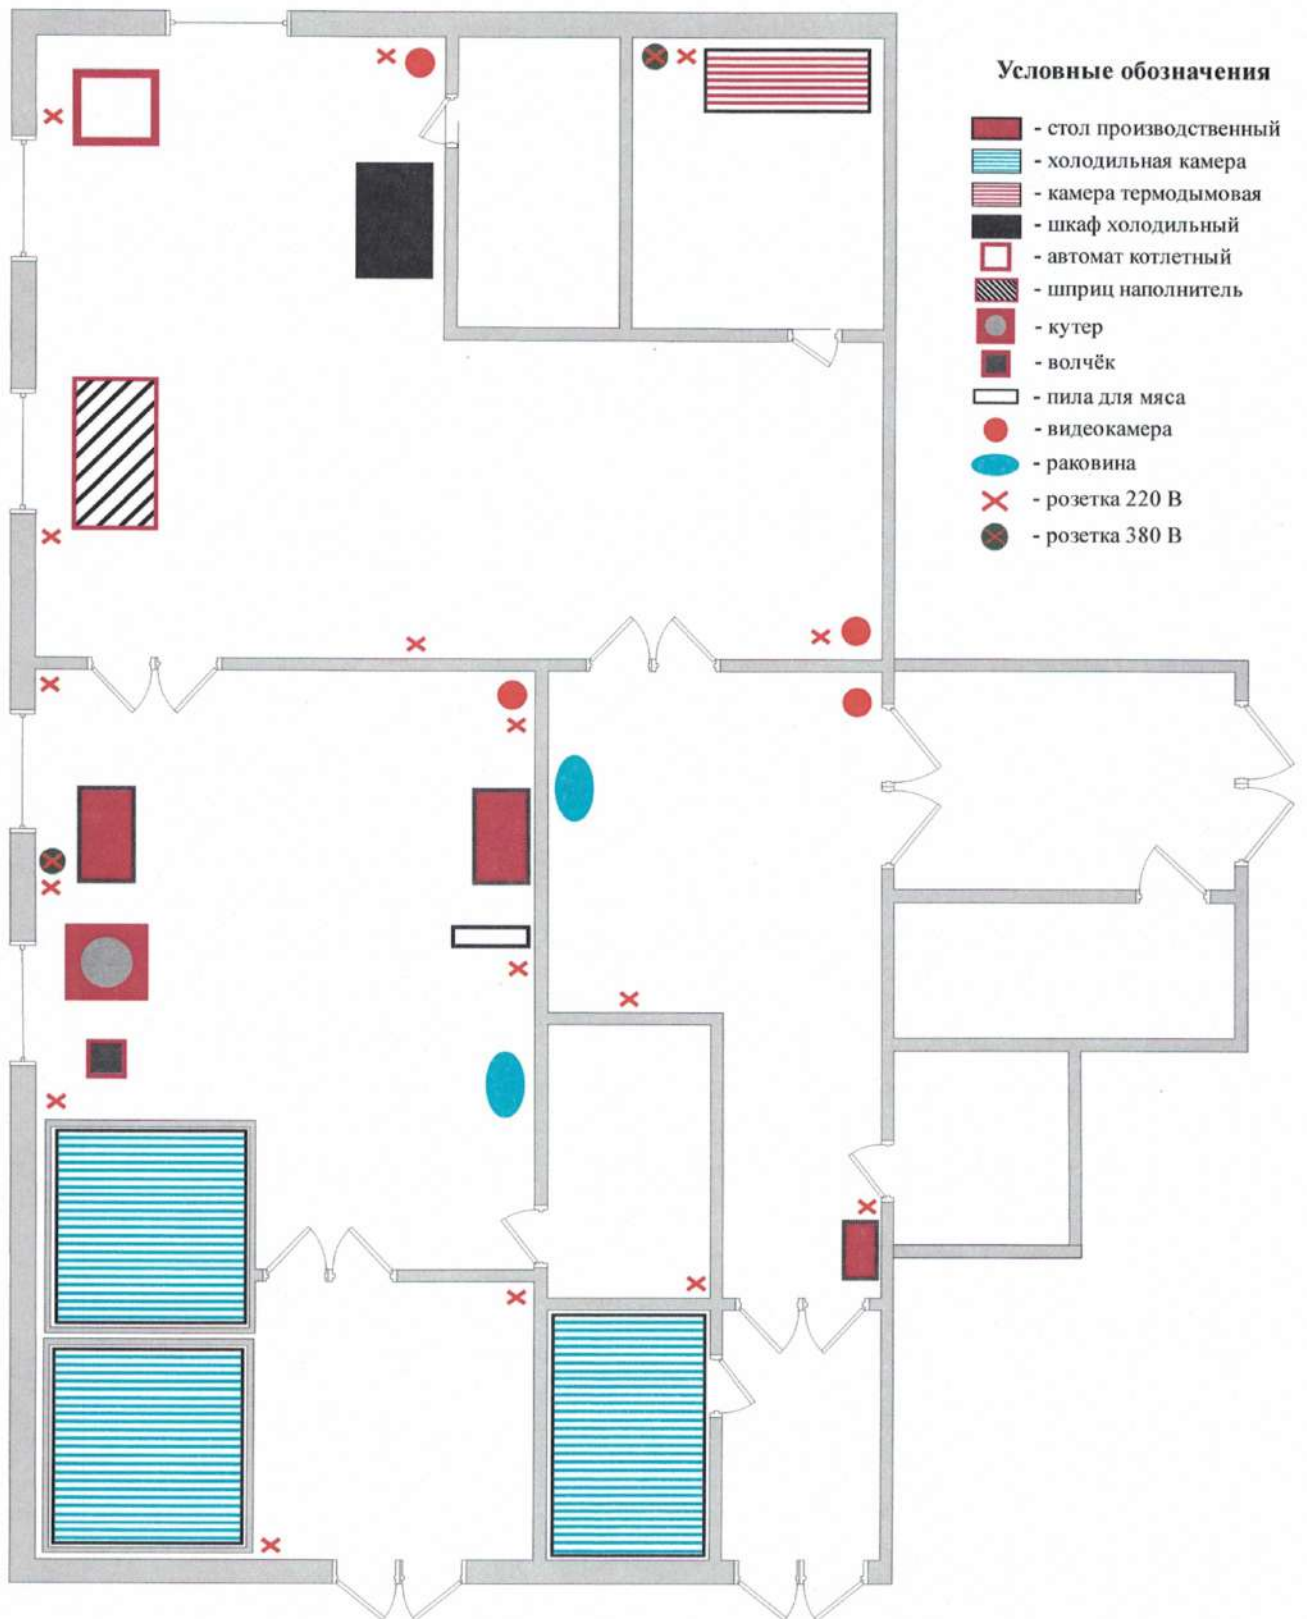 Условные обозначения
- стол производственный
- холодильная камера
- камера термодымовая
- шкаф холодильный
- автомат котлетный
- шприц наполнитель
- кутер
- волчёк
- пила для мяса
- видеокамера
- раковина
- розетка 220 В
- розетка 380 В